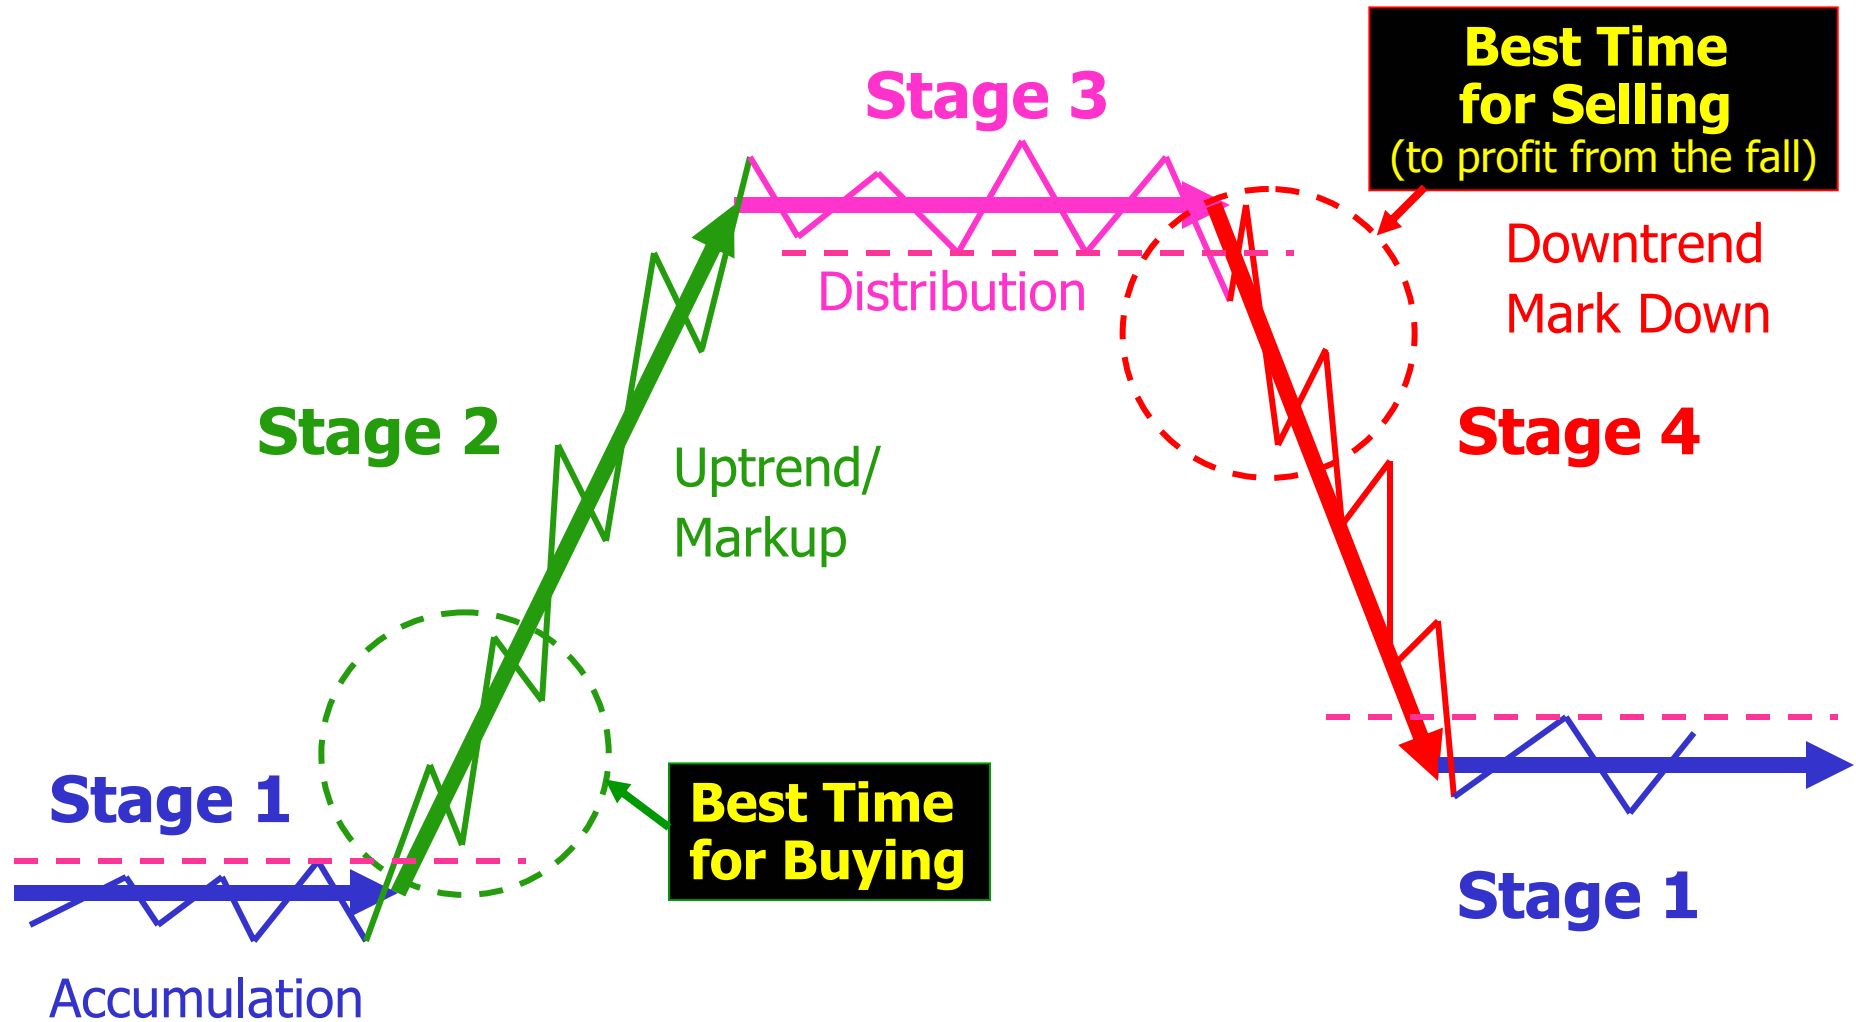 Best Time
for Selling
(to profit from the fall)
Stage 3
Downtrend
Mark Down
Distribution
Stage 2
Stage 4
Uptrend/
Markup
Stage 1
Best Time
for Buying
Stage 1
Accumulation